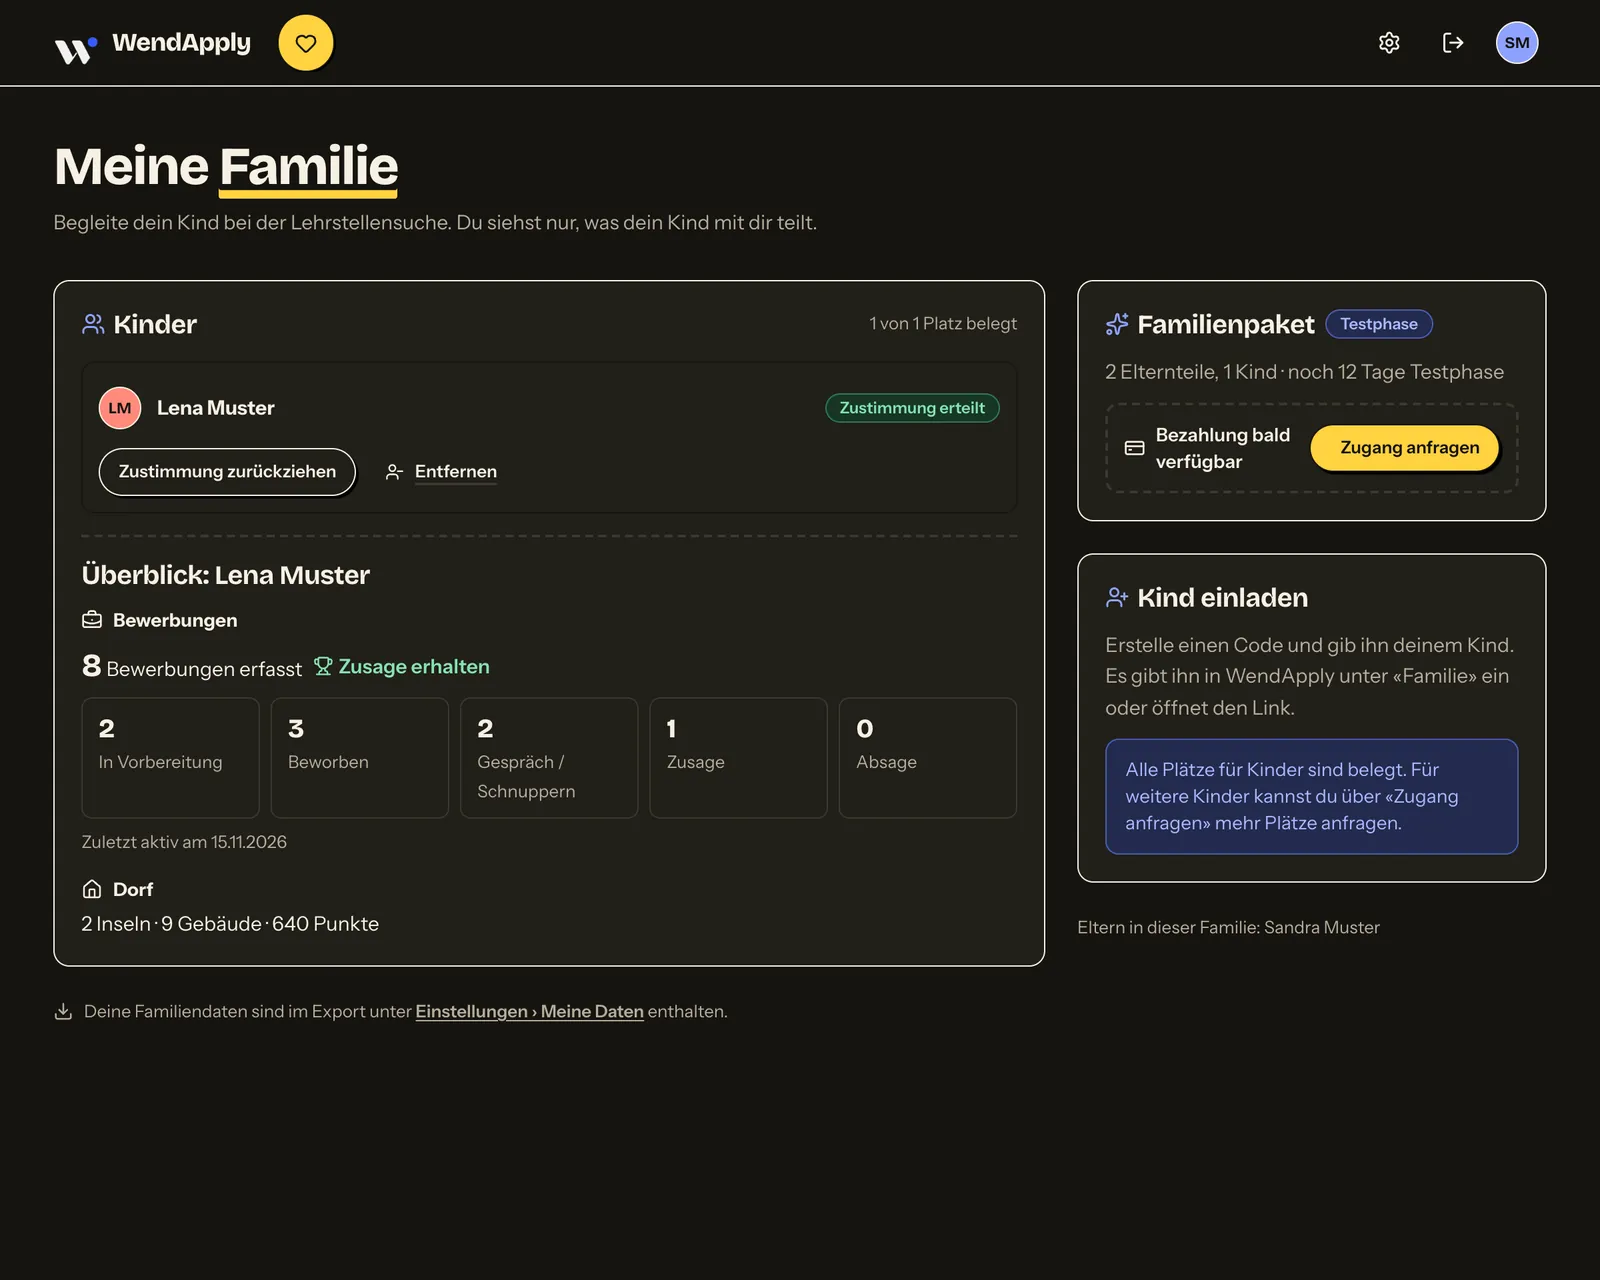 WendApply
SM
Meine Familie
Begleite dein Kind bei der Lehrstellensuche. Du siehst nur, was dein Kind mit dir teilt.
Kinder
1 von 1 Platz belegt
LM
Lena Muster
Zustimmung erteilt
Zustimmung zurückziehen
Entfernen
Überblick: Lena Muster
Bewerbungen
8 Bewerbungen erfasst
Zusage erhalten
2
In Vorbereitung
3
Beworben
2
Gespräch /
Schnuppern
1
Zusage
0
Absage
Zuletzt aktiv am 15.11.2026
Dorf
2 Inseln · 9 Gebäude · 640 Punkte
Familienpaket
Testphase
2 Elternteile, 1 Kind · noch 12 Tage Testphase
Bezahlung bald
verfügbar
Zugang anfragen
Kind einladen
Erstelle einen Code und gib ihn deinem Kind.
Es gibt ihn in WendApply unter «Familie» ein
oder öffnet den Link.
Alle Plätze für Kinder sind belegt. Für
weitere Kinder kannst du über «Zugang
anfragen» mehr Plätze anfragen.
Eltern in dieser Familie: Sandra Muster
Deine Familiendaten sind im Export unter Einstellungen › Meine Daten enthalten.